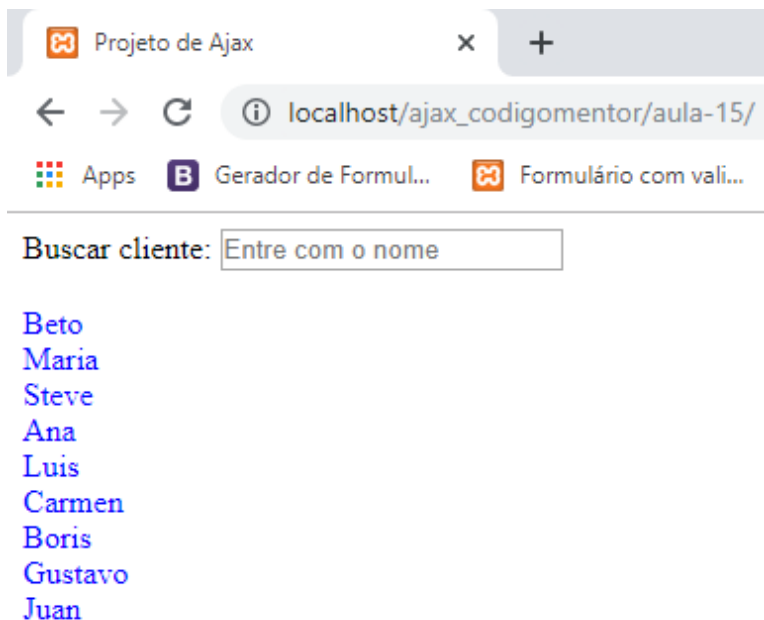 Projeto de Ajax
localhost/ajax_codigomentor/aula-15/
Apps B Gerador de Formul... Formulário com vali...
Buscar cliente: Entre com o nome
Beto
Maria
Steve
Ana
Luis
Carmen
Boris
Gustavo
Juan